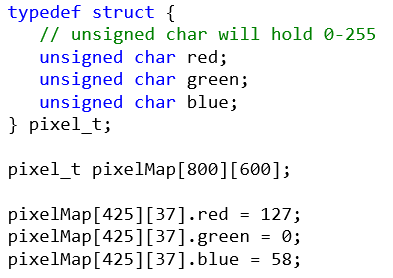 typedef struct {
// unsigned char will hold 0-255
unsigned char red;
unsigned char green;
unsigned char blue;
} pixel_t;
pixel_t pixelMap[800][600];
pixelMap[425][37].red = 127;
pixelMap[425][37].green = 0;
pixelMap[425][37].blue = 58;